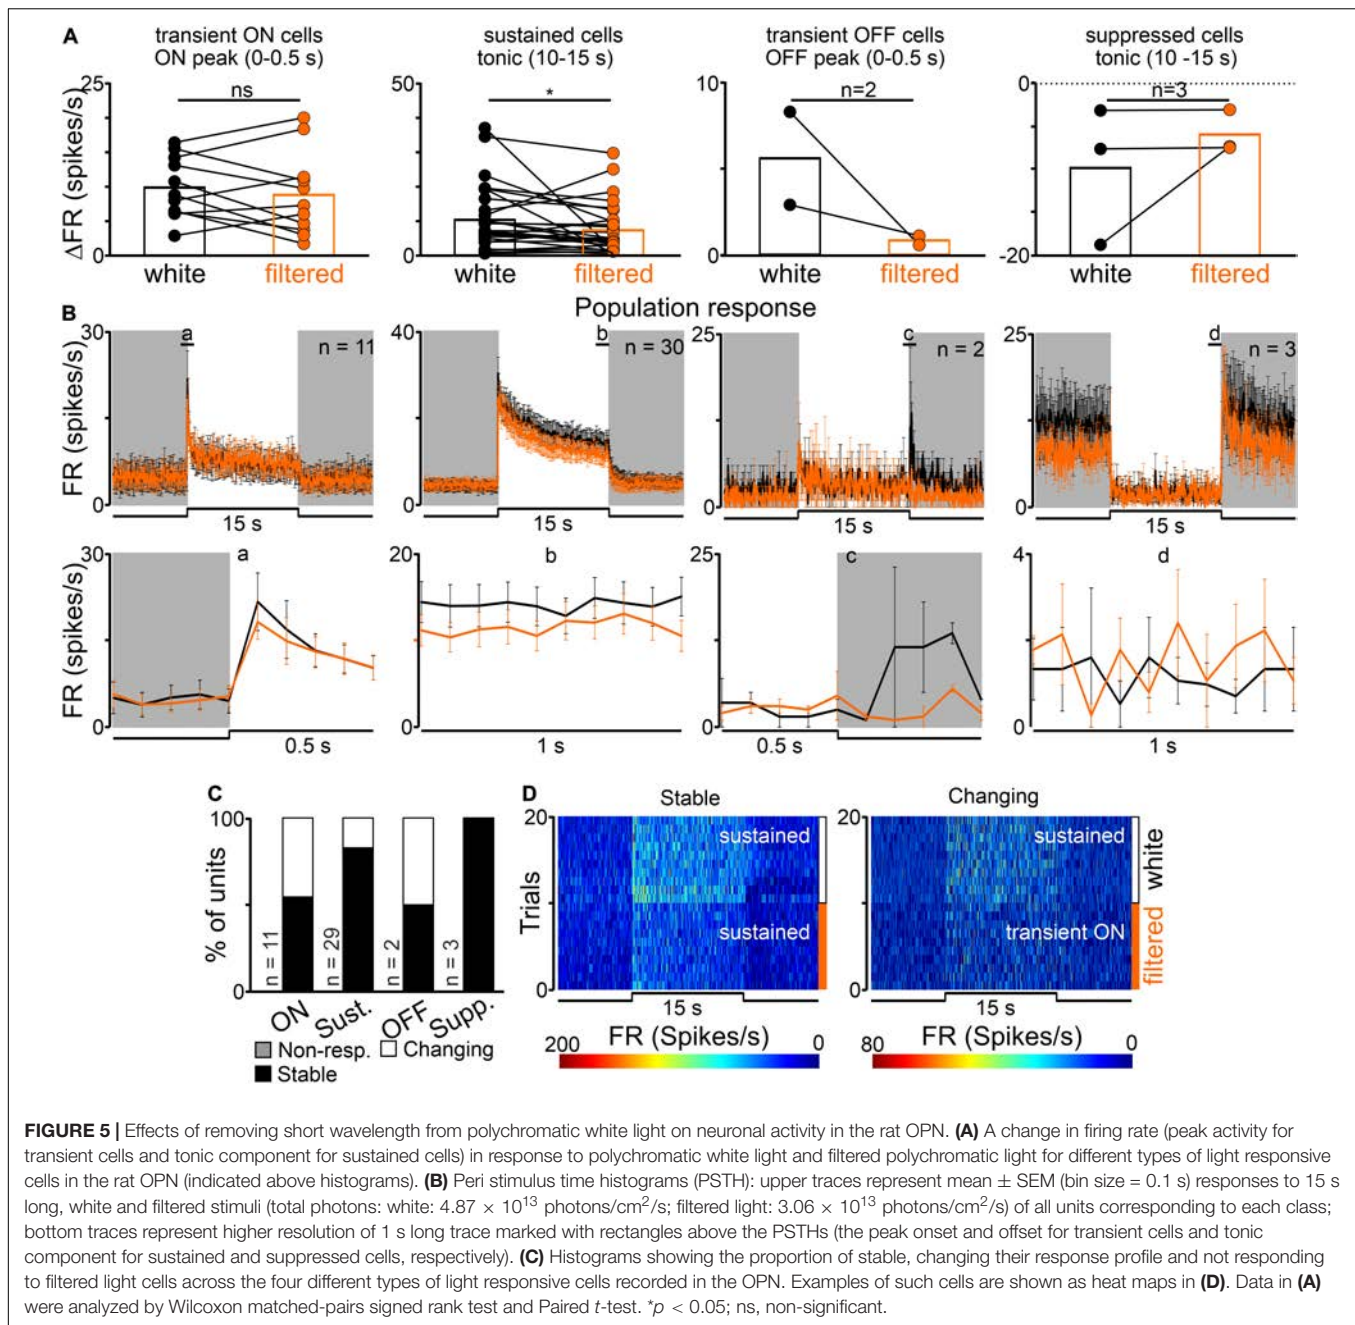 A
transient ON cells
ON peak (0-0.5 s)
sustained cells
tonic (10-15 s)
transient OFF cells
OFF peak (0-0.5 s)
suppressed cells
tonic (10 -15 s)
ΔFR (spikes/s)
25
0
ns
white
filtered
50
0
*
white
filtered
10
0
n=2
white
filtered
0
-20
n=3
white
filtered
Population response
B
FR (spikes/s)
30
0
a
n = 11
15 s
40
20
0
b
n = 30
15 s
25
0
c
n = 2
15 s
25
0
d
n = 3
15 s
FR (spikes/s)
30
0
a
0.5 s
20
0
b
1 s
25
0
c
0.5 s
4
0
d
1 s
C
% of units
100
0
n = 11
n = 29
n = 2
n = 3
ON
Sust.
OFF
Supp.
Non-resp.
Changing
Stable
D
Stable
Changing
Trials
20
0
sustained
sustained
15 s
FR (Spikes/s)
200
0
20
0
sustained
transient ON
white
filtered
15 s
FR (Spikes/s)
80
0
FIGURE 5 | Effects of removing short wavelength from polychromatic white light on neuronal activity in the rat OPN. (A) A change in firing rate (peak activity for
transient cells and tonic component for sustained cells) in response to polychromatic white light and filtered polychromatic light for different types of light responsive
cells in the rat OPN (indicated above histograms). (B) Peri stimulus time histograms (PSTH): upper traces represent mean ± SEM (bin size = 0.1 s) responses to 15 s
long, white and filtered stimuli (total photons: white: 4.87 × 10¹³ photons/cm²/s; filtered light: 3.06 × 10¹³ photons/cm²/s) of all units corresponding to each class;
bottom traces represent higher resolution of 1 s long trace marked with rectangles above the PSTHs (the peak onset and offset for transient cells and tonic
component for sustained and suppressed cells, respectively). (C) Histograms showing the proportion of stable, changing their response profile and not responding
to filtered light cells across the four different types of light responsive cells recorded in the OPN. Examples of such cells are shown as heat maps in (D). Data in (A)
were analyzed by Wilcoxon matched-pairs signed rank test and Paired t-test. *p < 0.05; ns, non-significant.